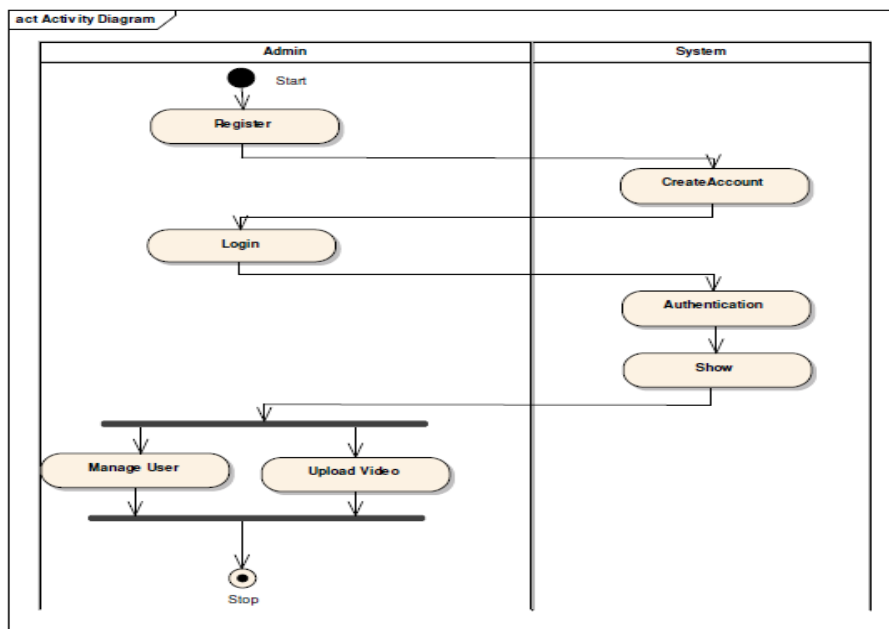 act Activity Diagram
Admin
System
Start
Register
CreateAccount
Login
Authentication
Show
Manage User
Upload Video
Stop